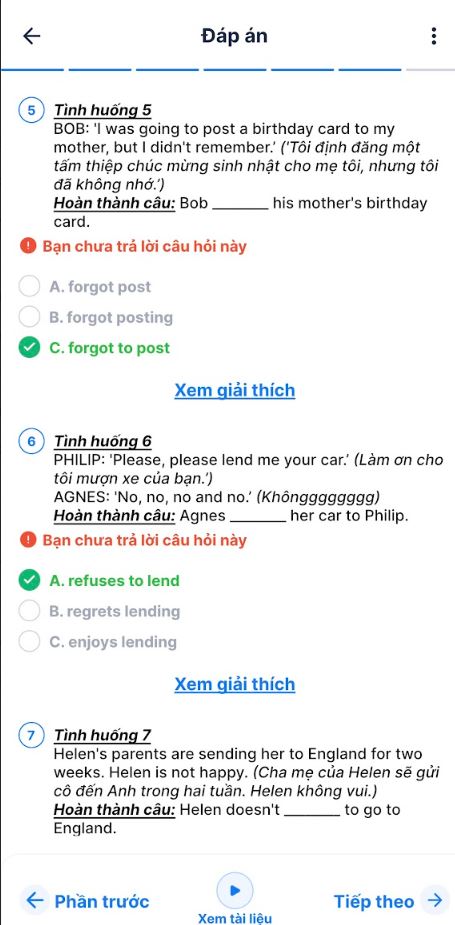 Đáp án
5 Tình huống 5
BOB: 'I was going to post a birthday card to my
mother, but I didn't remember.' ('Tôi định đăng một
tấm thiệp chúc mừng sinh nhật cho mẹ tôi, nhưng tôi
đã không nhớ.')
Hoàn thành câu: Bob ________ his mother's birthday
card.
! Bạn chưa trả lời câu hỏi này
A. forgot post
B. forgot posting
C. forgot to post
Xem giải thích
6 Tình huống 6
PHILIP: 'Please, please lend me your car.' (Làm ơn cho
tôi mượn xe của bạn.')
AGNES: 'No, no, no and no.' (Khôngggggggg)
Hoàn thành câu: Agnes ________ her car to Philip.
! Bạn chưa trả lời câu hỏi này
A. refuses to lend
B. regrets lending
C. enjoys lending
Xem giải thích
7 Tình huống 7
Helen's parents are sending her to England for two
weeks. Helen is not happy. (Cha mẹ của Helen sẽ gửi
cô đến Anh trong hai tuần. Helen không vui.)
Hoàn thành câu: Helen doesn't ________ to go to
England.
Phần trước
Xem tài liệu
Tiếp theo